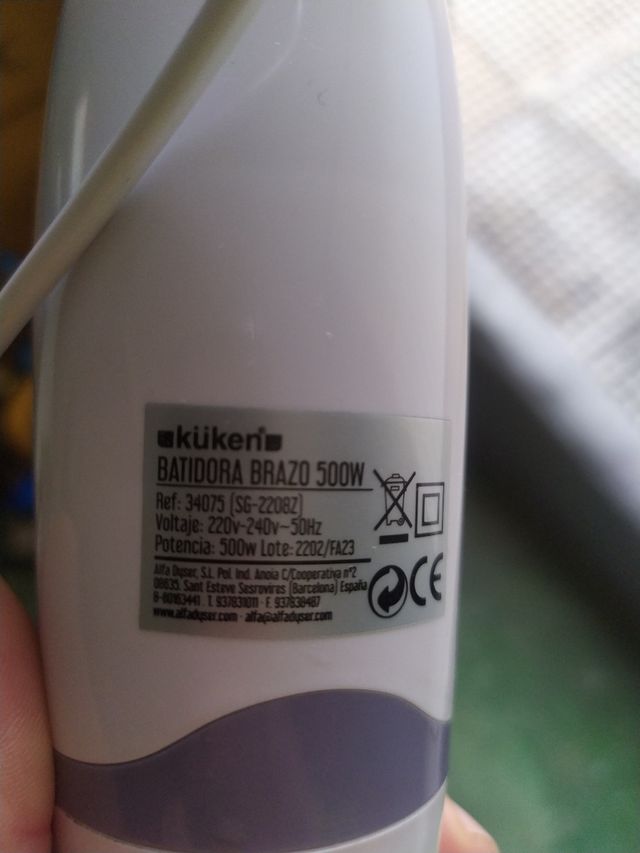 küken®
BATIDORA BRAZO 500W
Ref: 34075 (SG-2208Z)
Voltaje: 220v~240v~50Hz
Potencia: 500w Lote: 2202/FA23
Alfa Dyser, S.L. Pol. Ind. Anoia C/Cooperativa nº2
08635. Sant Esteve Sesrovires (Barcelona) España
B-60163441 · T. 937831011 · F. 937838487
www.alfadyser.com · alfa@alfadyser.com
CE